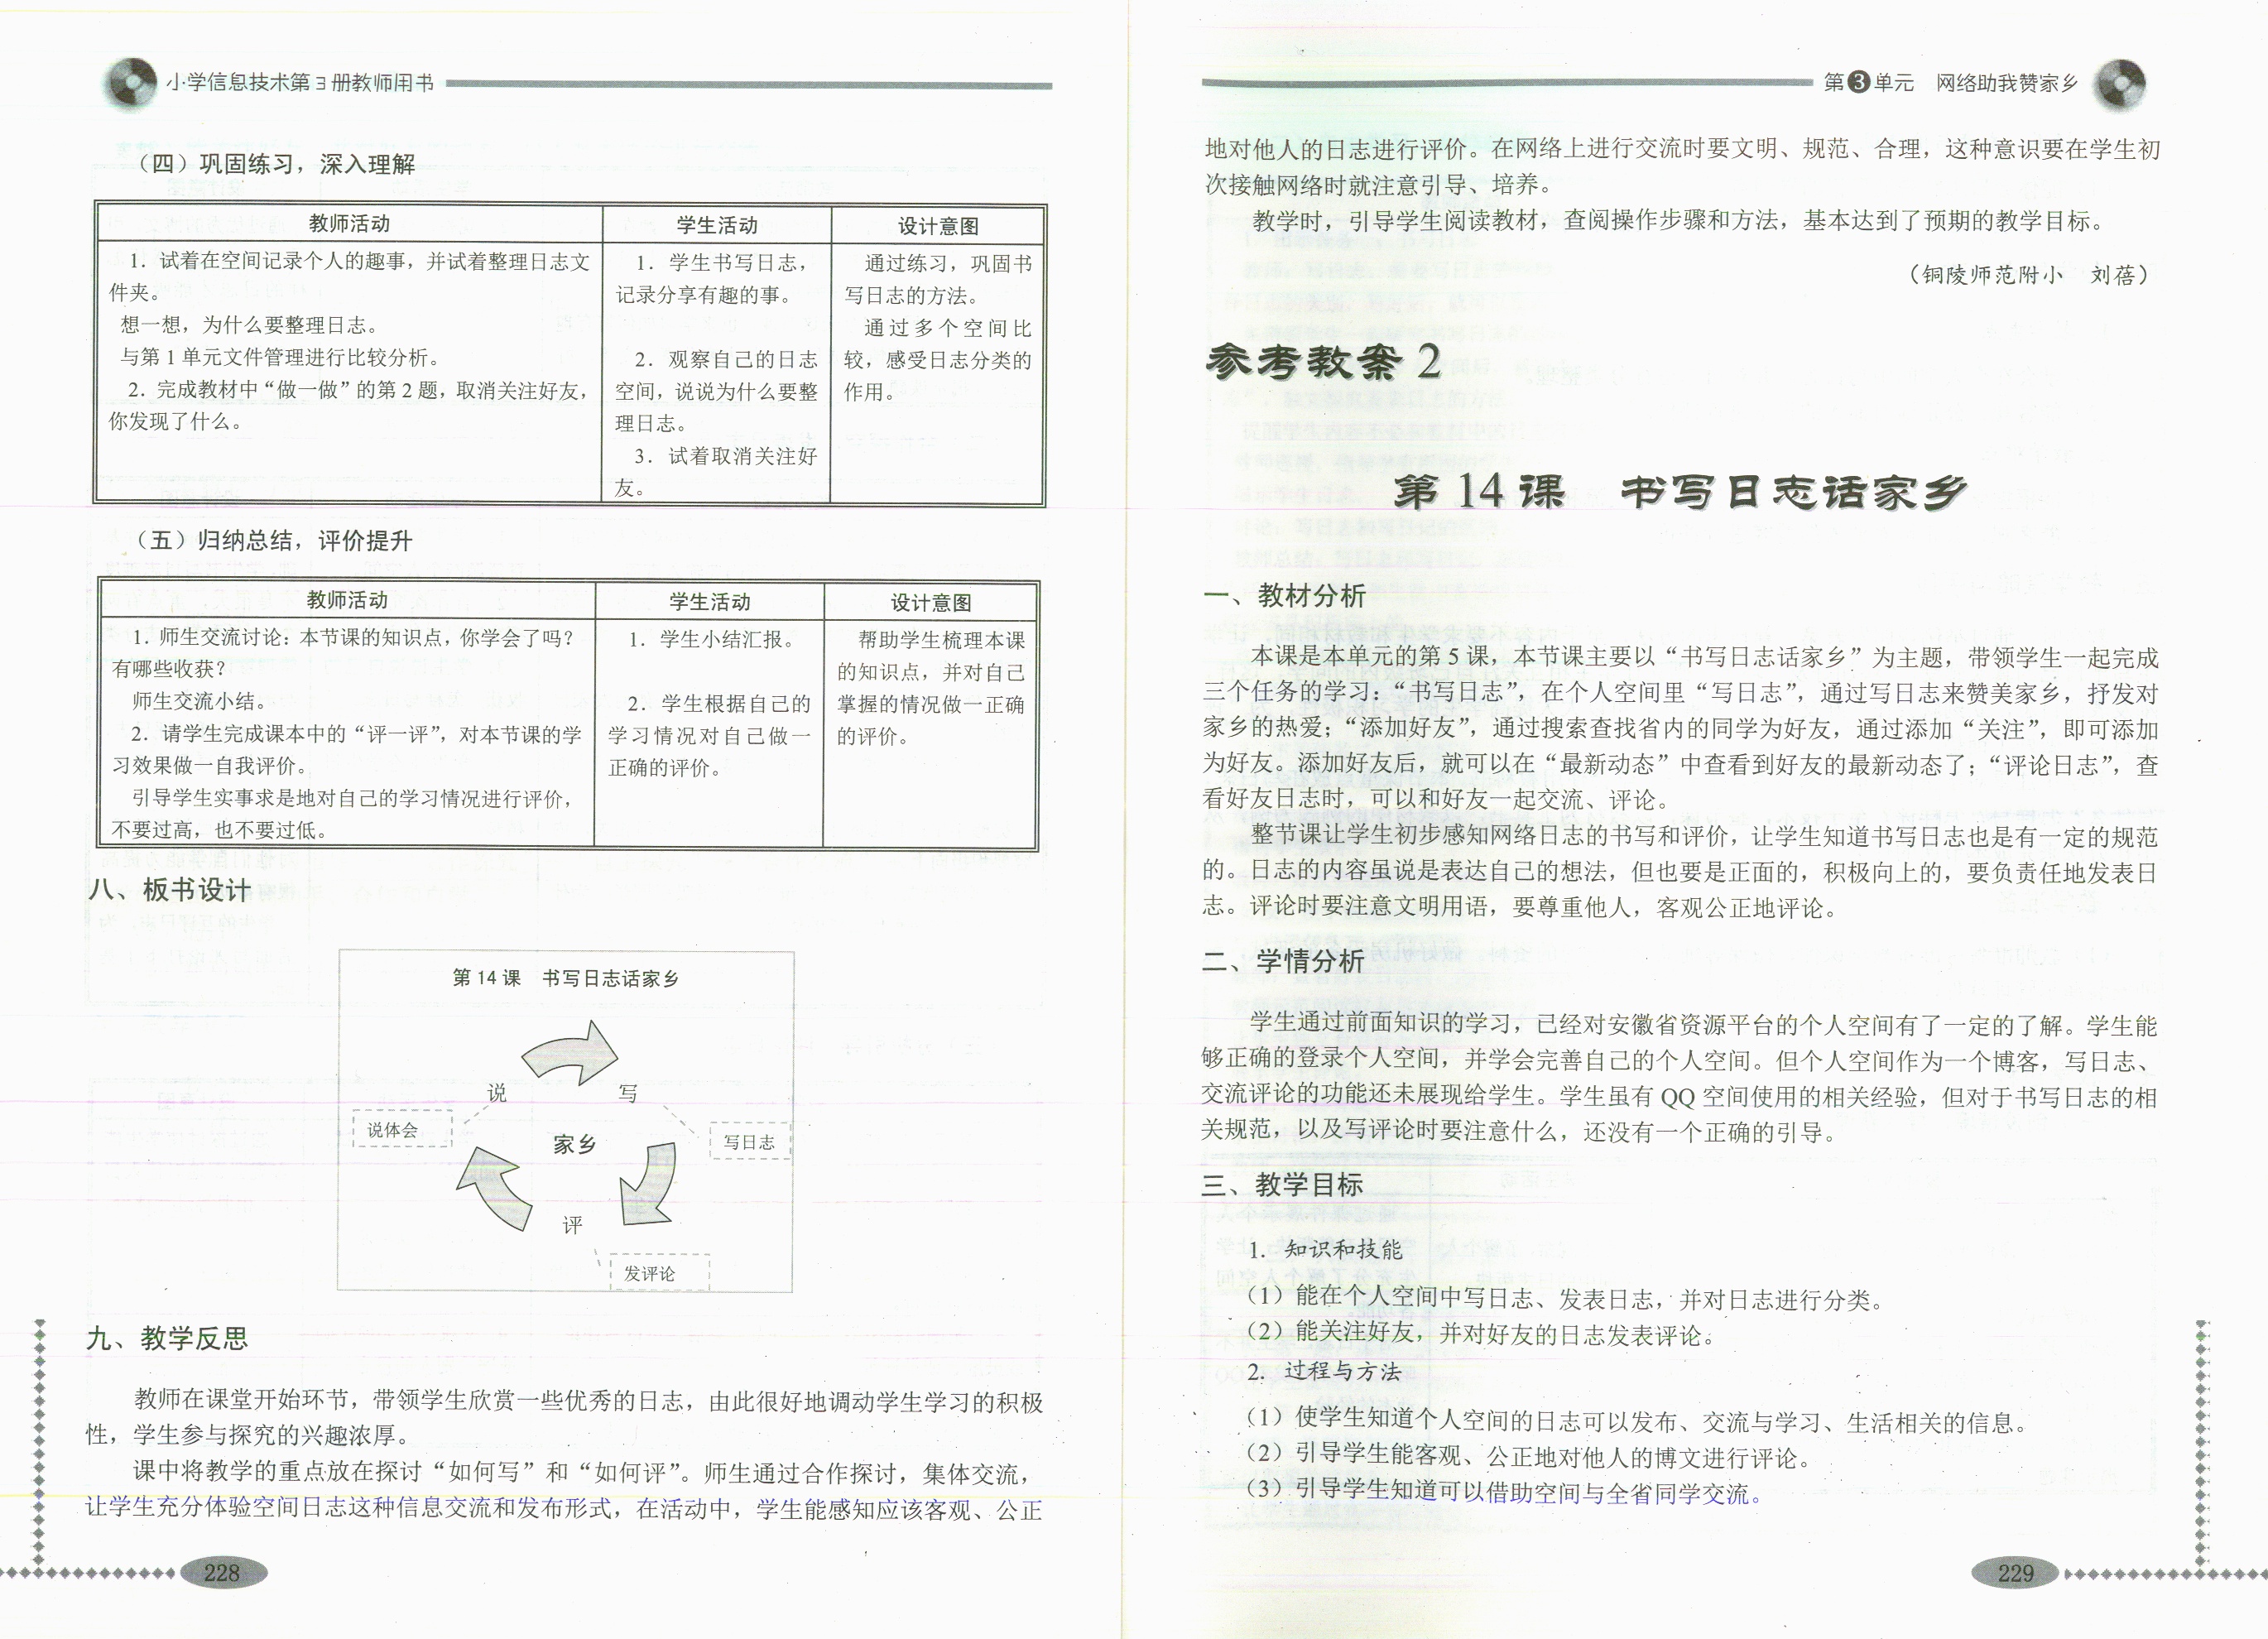 小学信息技术第3册教师用书
（四）巩固练习，深入理解
教师活动
学生活动
设计意图
1．试着在空间记录个人的趣事，并试着整理日志文
件夹。
想一想，为什么要整理日志。
与第1单元文件管理进行比较分析。
2．完成教材中“做一做”的第2题，取消关注好友，
你发现了什么。
1．学生书写日志，
记录分享有趣的事。
2．观察自己的日志
空间，说说为什么要整
理日志。
3．试着取消关注好
友。
通过练习，巩固书
写日志的方法。
通过多个空间比
较，感受日志分类的
作用。
（五）归纳总结，评价提升
教师活动
学生活动
设计意图
1．师生交流讨论：本节课的知识点，你学会了吗？
有哪些收获？
师生交流小结。
2．请学生完成课本中的“评一评”，对本节课的学
习效果做一自我评价。
引导学生实事求是地对自己的学习情况进行评价，
不要过高，也不要过低。
1．学生小结汇报。
2．学生根据自己的
学习情况对自己做一
正确的评价。
帮助学生梳理本课
的知识点，并对自己
掌握的情况做一正确
的评价。
八、板书设计
第14课　书写日志话家乡
说
写
说体会
家乡
写日志
评
发评论
九、教学反思
教师在课堂开始环节，带领学生欣赏一些优秀的日志，由此很好地调动学生学习的积极
性，学生参与探究的兴趣浓厚。
课中将教学的重点放在探讨“如何写”和“如何评”。师生通过合作探讨，集体交流，
让学生充分体验空间日志这种信息交流和发布形式，在活动中，学生能感知应该客观、公正
228
第3单元　网络助我赞家乡
地对他人的日志进行评价。在网络上进行交流时要文明、规范、合理，这种意识要在学生初
次接触网络时就注意引导、培养。
教学时，引导学生阅读教材，查阅操作步骤和方法，基本达到了预期的教学目标。
（铜陵师范附小　刘蓓）
参考教案2
第14课　书写日志话家乡
一、教材分析
本课是本单元的第5课，本节课主要以“书写日志话家乡”为主题，带领学生一起完成
三个任务的学习：“书写日志”，在个人空间里“写日志”，通过写日志来赞美家乡，抒发对
家乡的热爱；“添加好友”，通过搜索查找省内的同学为好友，通过添加“关注”，即可添加
为好友。添加好友后，就可以在“最新动态”中查看到好友的最新动态了；“评论日志”，查
看好友日志时，可以和好友一起交流、评论。
整节课让学生初步感知网络日志的书写和评价，让学生知道书写日志也是有一定的规范
的。日志的内容虽说是表达自己的想法，但也要是正面的，积极向上的，要负责任地发表日
志。评论时要注意文明用语，要尊重他人，客观公正地评论。
二、学情分析
学生通过前面知识的学习，已经对安徽省资源平台的个人空间有了一定的了解。学生能
够正确的登录个人空间，并学会完善自己的个人空间。但个人空间作为一个博客，写日志、
交流评论的功能还未展现给学生。学生虽有QQ空间使用的相关经验，但对于书写日志的相
关规范，以及写评论时要注意什么，还没有一个正确的引导。
三、教学目标
1. 知识和技能
（1）能在个人空间中写日志、发表日志，并对日志进行分类。
（2）能关注好友，并对好友的日志发表评论。
2. 过程与方法
（1）使学生知道个人空间的日志可以发布、交流与学习、生活相关的信息。
（2）引导学生能客观、公正地对他人的博文进行评论。
（3）引导学生知道可以借助空间与全省同学交流。
229